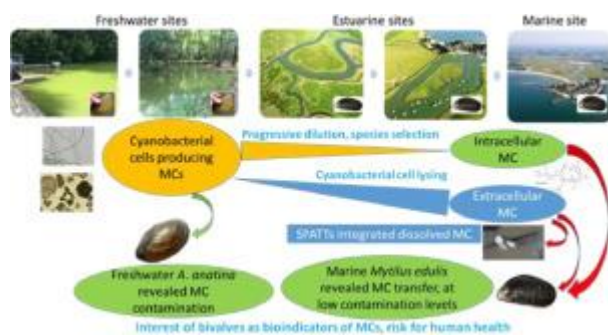 Freshwater sites
Estuarine sites
Marine site
Progressive dilution, species selection
Cyanobacterial
cells producing
MCs
Intracellular
MC
Cyanobacterial cell lysing
Extracellular
MC
SPATTs integrated dissolved MC
Freshwater A. anatina
revealed MC
contamination
Marine Mytilus edulis
revealed MC transfer, at
low contamination levels
Interest of bivalves as bioindicators of MCs, risk for human health